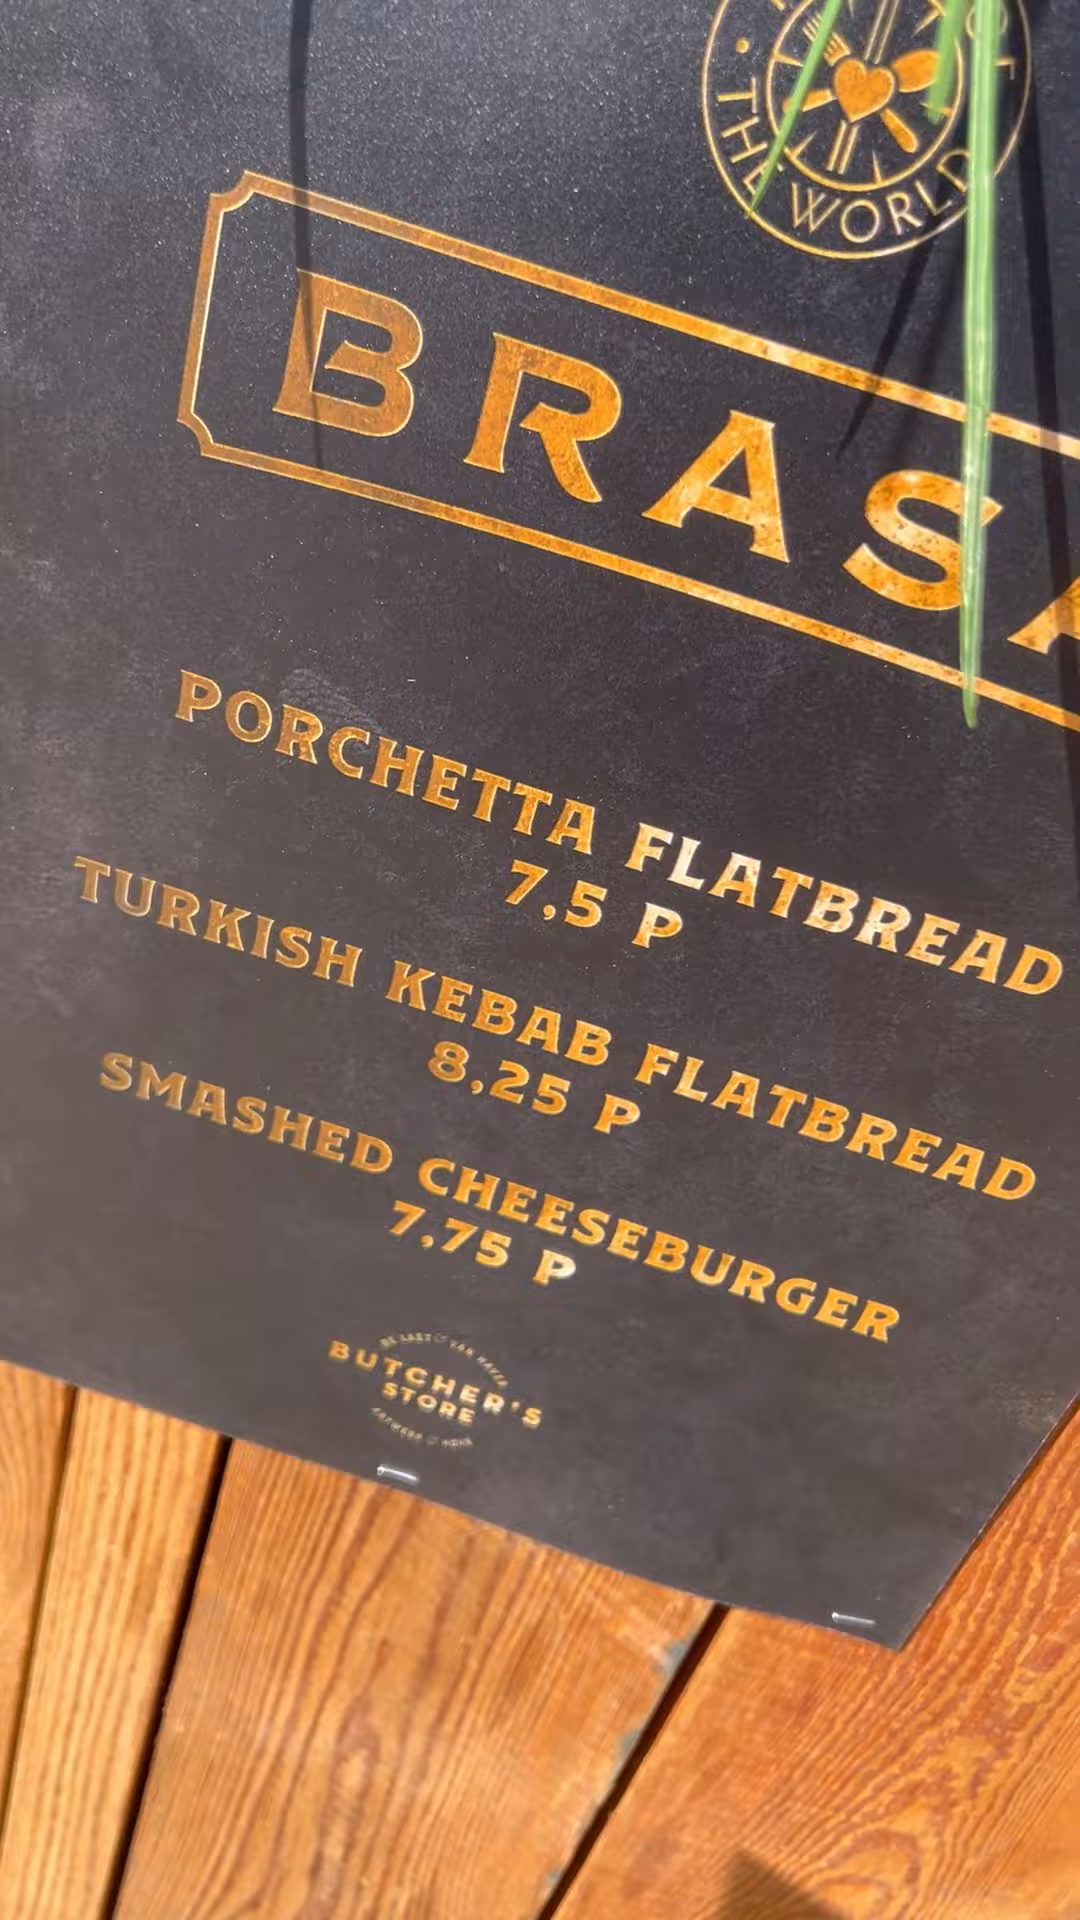 THE WORLD
BRASA
PORCHETTA FLATBREAD
7,5 P
TURKISH KEBAB FLATBREAD
8,25 P
SMASHED CHEESEBURGER
7,75 P
BUTCHER'S
STORE